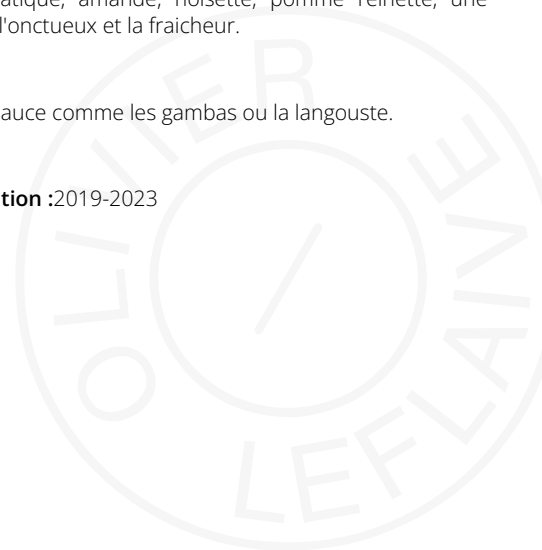 atique, amande, noisette, pomme reinette, une
l'onctueux et la fraicheur.
auce comme les gambas ou la langouste.
tion :2019-2023
OLIVIER
LEFLAIVE